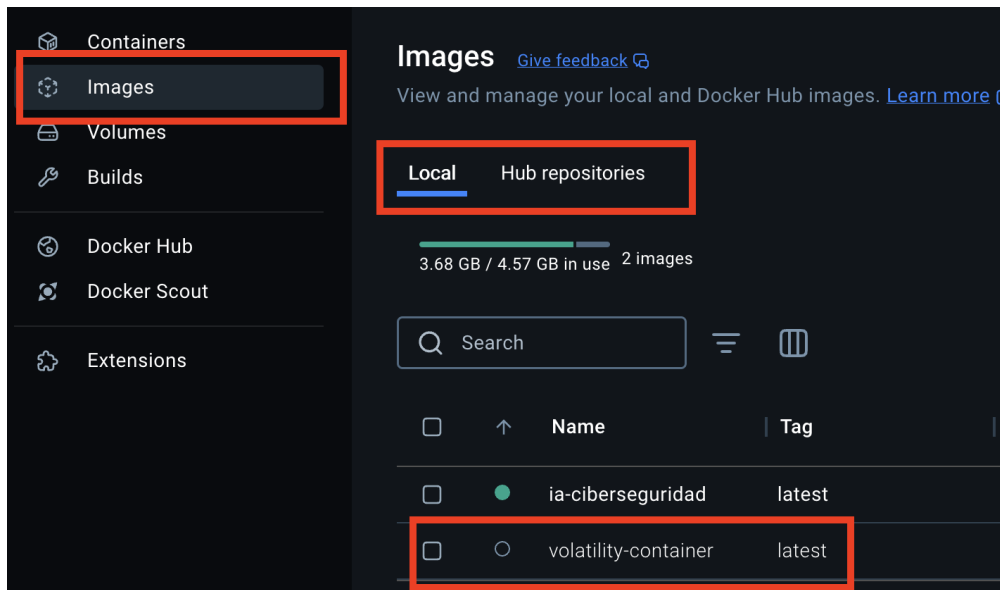 Containers
Images
Volumes
Builds
Docker Hub
Docker Scout
Extensions
Images Give feedback
View and manage your local and Docker Hub images. Learn more
Local Hub repositories
3.68 GB / 4.57 GB in use 2 images
Search
Name Tag
ia-ciberseguridad latest
volatility-container latest